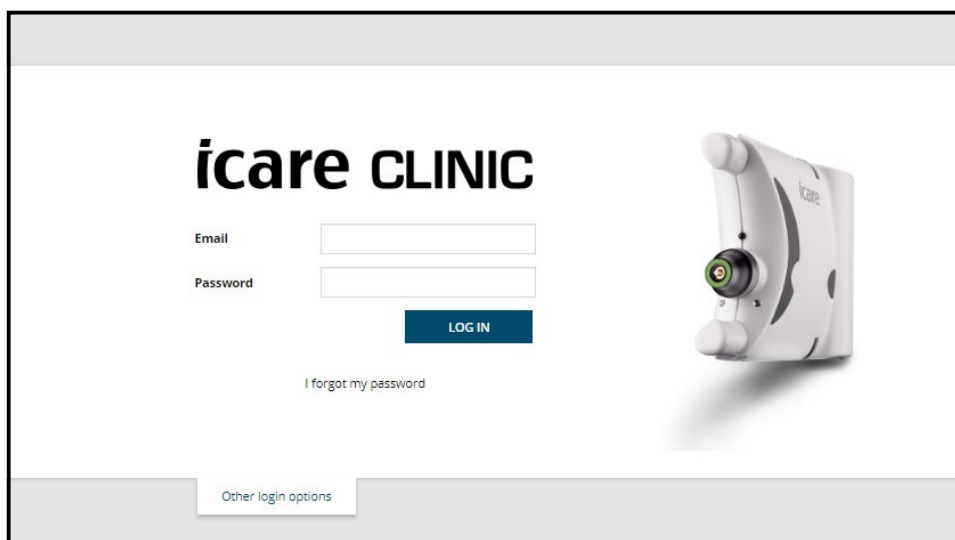 icare CLINIC
icare
Email
Password
LOG IN
I forgot my password
Other login options